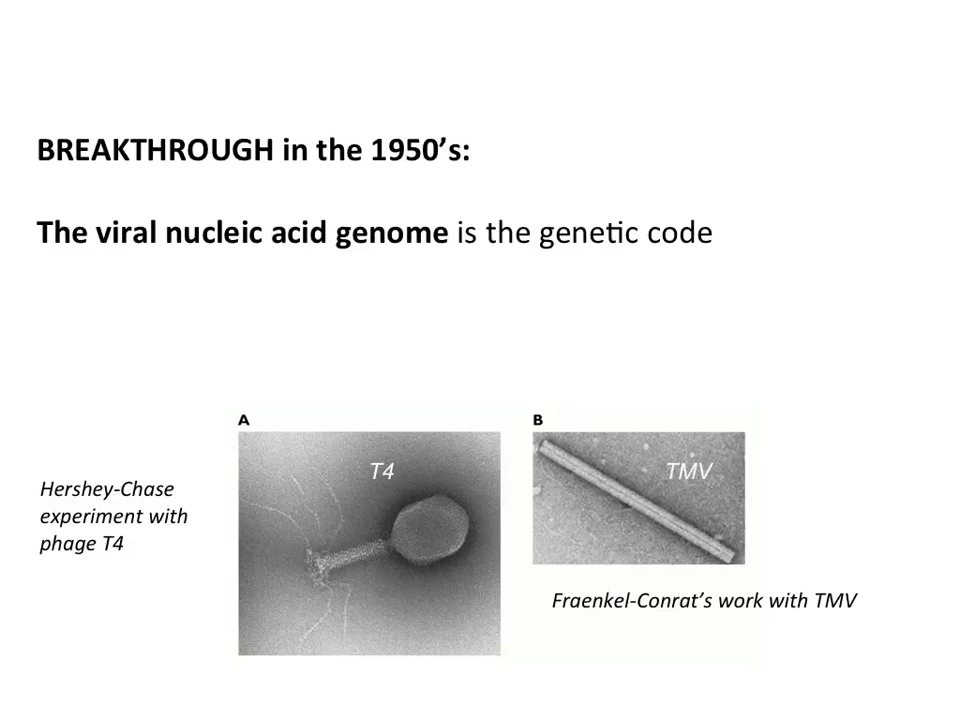 BREAKTHROUGH in the 1950’s:
The viral nucleic acid genome is the genetic code
A
B
T4
TMV
Hershey-Chase
experiment with
phage T4
Fraenkel-Conrat’s work with TMV